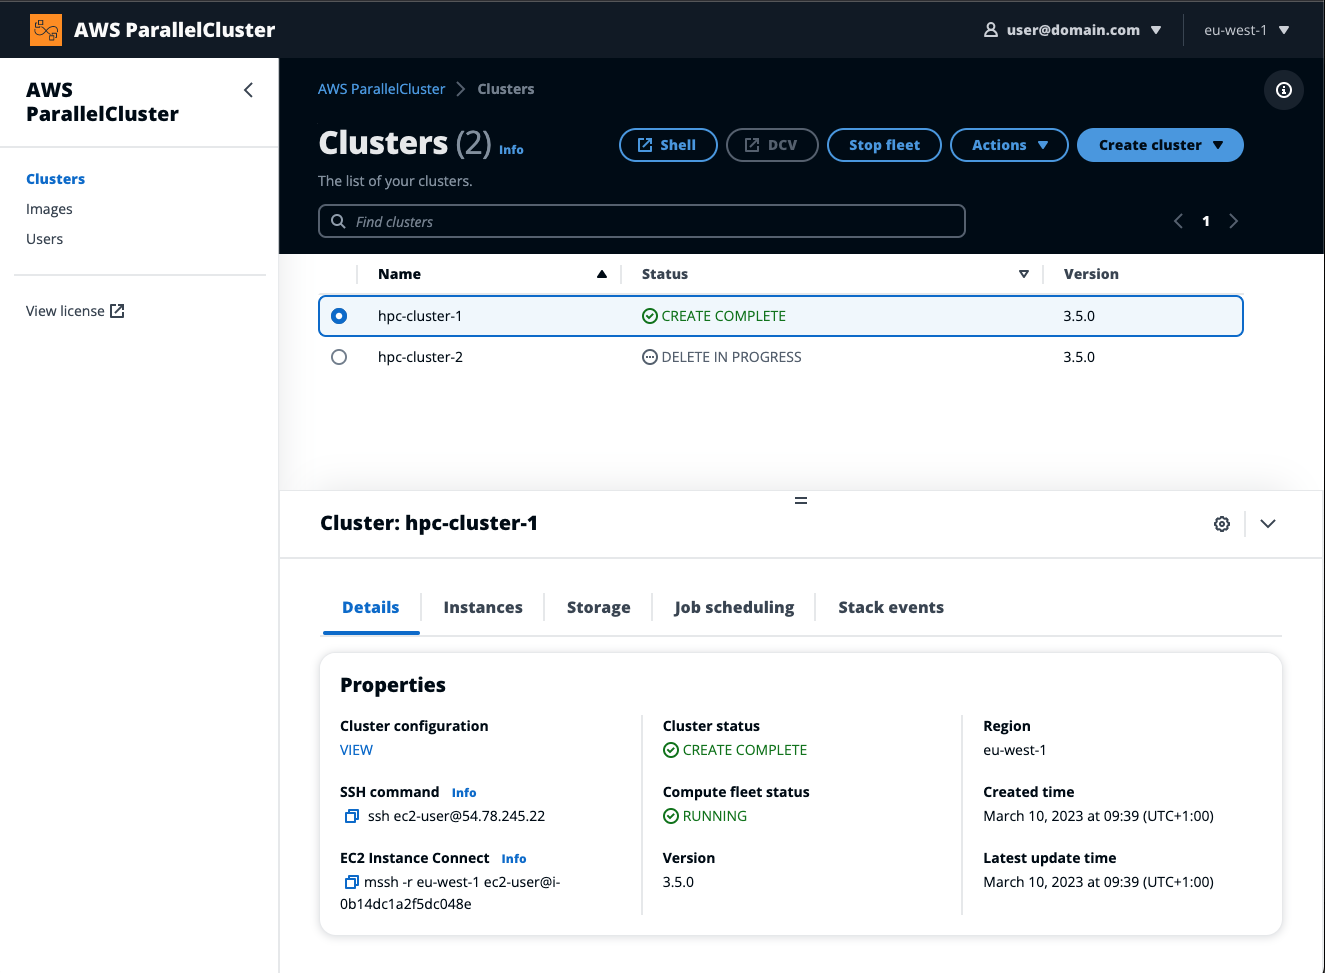 AWS ParallelCluster
user@domain.com
eu-west-1
AWS
ParallelCluster
Clusters
Images
Users
View license
AWS ParallelCluster > Clusters
Clusters (2) Info
Shell
DCV
Stop fleet
Actions
Create cluster
The list of your clusters.
Find clusters
1
Name Status Version
hpc-cluster-1 CREATE COMPLETE 3.5.0
hpc-cluster-2 DELETE IN PROGRESS 3.5.0
Cluster: hpc-cluster-1
Details Instances Storage Job scheduling Stack events
Properties
Cluster configuration
VIEW
SSH command Info
ssh ec2-user@54.78.245.22
EC2 Instance Connect Info
mssh -r eu-west-1 ec2-user@i-
0b14dc1a2f5dc048e
Cluster status
CREATE COMPLETE
Compute fleet status
RUNNING
Version
3.5.0
Region
eu-west-1
Created time
March 10, 2023 at 09:39 (UTC+1:00)
Latest update time
March 10, 2023 at 09:39 (UTC+1:00)